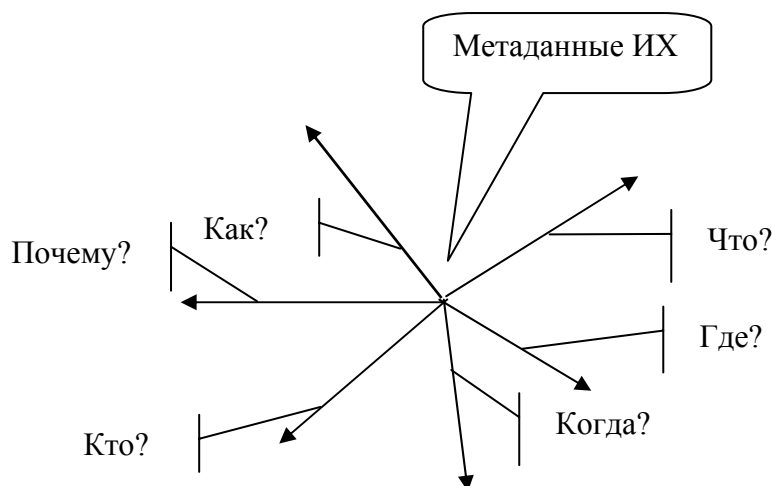 Метаданные ИХ
Как?
Почему?
Что?
Где?
Когда?
Кто?